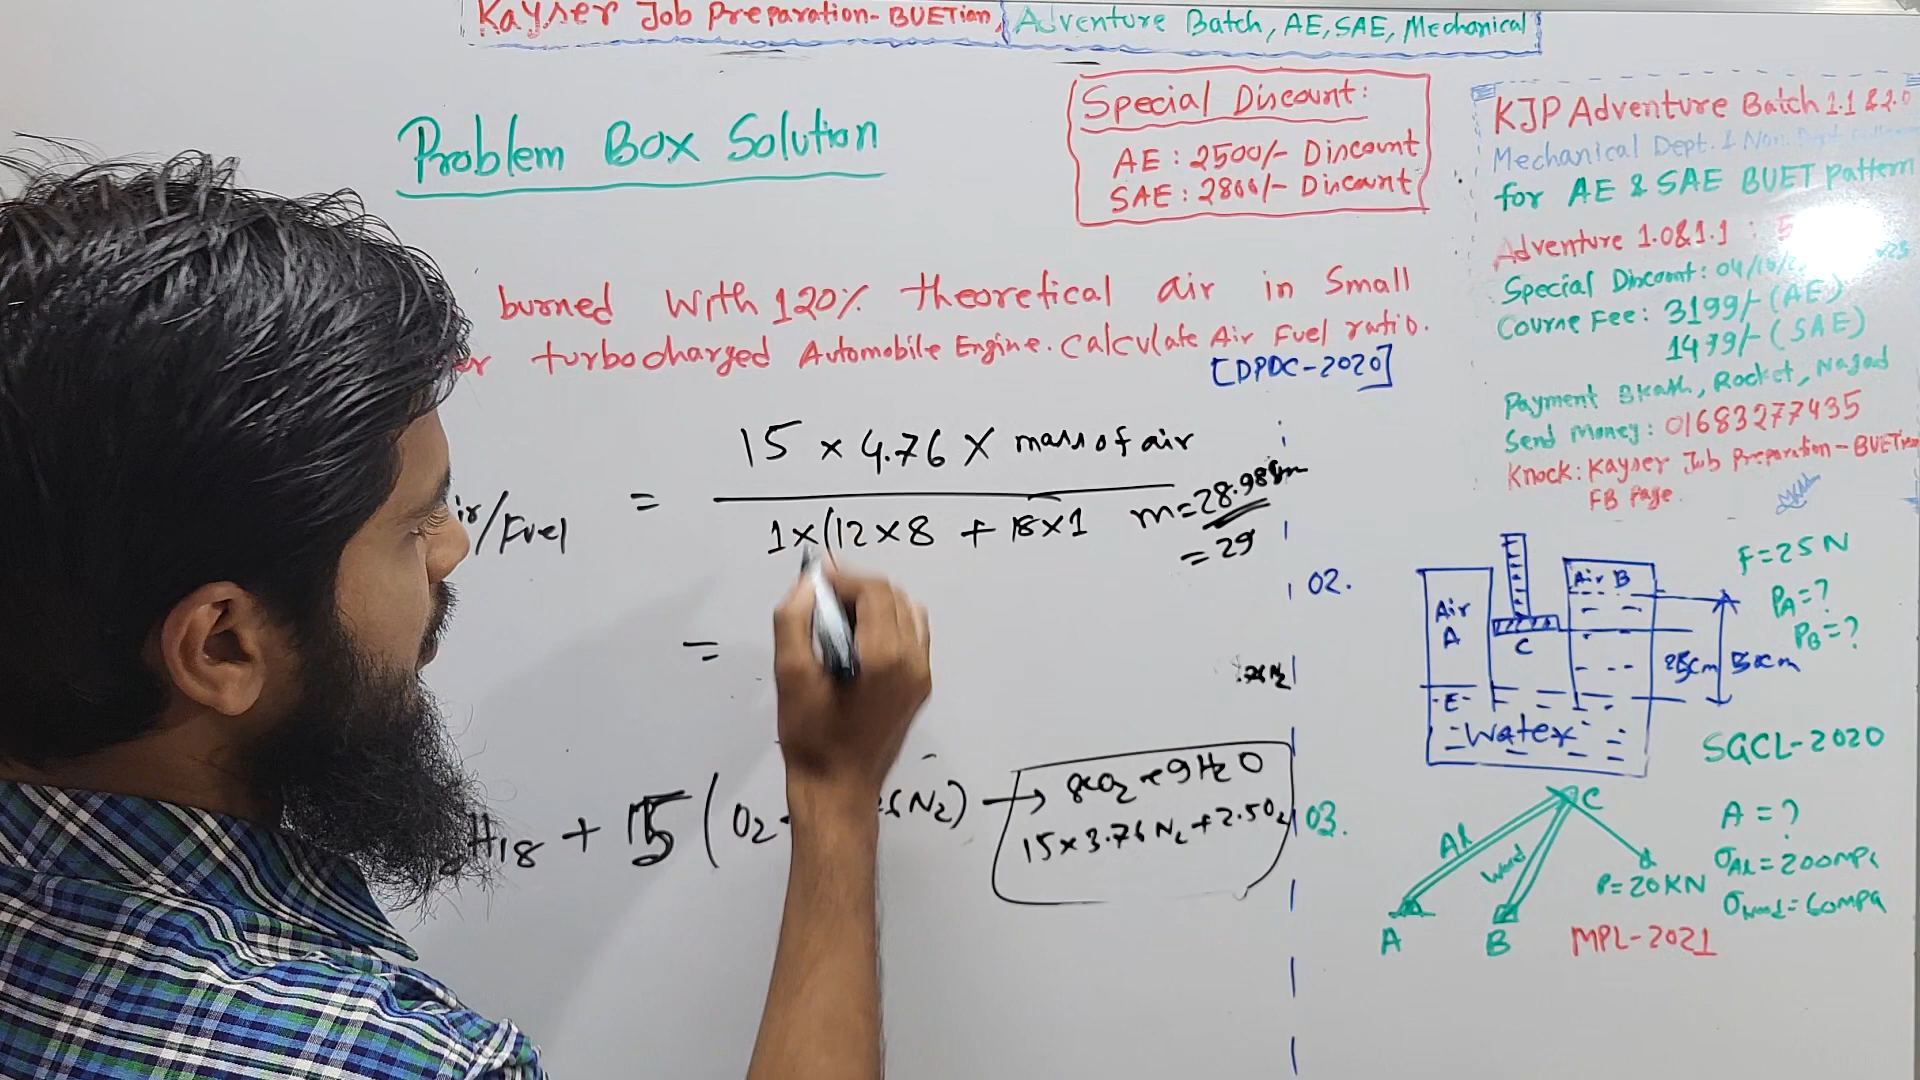 Kayser Job Preparation-BUETian, Adventure Batch, AE, SAE, Mechanical
Problem Box Solution
Special Discount:
AE: 2500/- Discount
SAE: 2800/- Discount
burned with 120% theoretical air in Small
er turbocharged Automobile Engine. Calculate Air Fuel ratio.
[DPDC-2020]
15 × 4.76 × mass of air
ir/Fuel =
1×(12×8 + 18×1
m=28.98
=29
=
H18 + 15 (O2 N2) → 8CO2 + 9H2O
15×3.76 N2 + 2.5O2
KJP Adventure Batch 1.1 & 2.0
Mechanical Dept. & Non.
for AE & SAE BUET Pattern
Adventure 1.0&1.1 : 5
Special Discount: 04/10/2
Course Fee: 3199/- (AE)
1479/- (SAE)
Payment Bkash, Rocket, Nagad
Send Money: 01683277435
Knock: Kayser Job Preparation-BUETian
FB Page.
02.
Air
A
C
Air B
E
Water
25cm 50cm
F=25N
PA=?
PB=?
SGCL-2020
03.
Al
Wood
C
A
B
P=20KN
A=?
σAl=200MPa
σwood=60MPa
MPL-2021